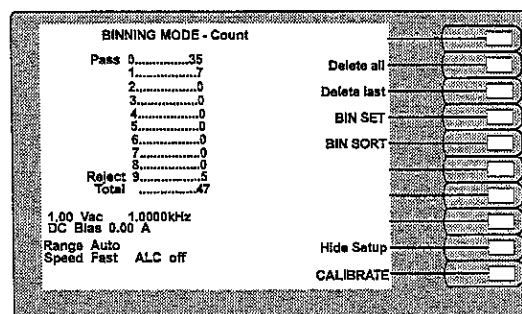 BINNING MODE - Count
Pass 0..............35
1..............7
2..............0
3..............0
4..............0
5..............0
6..............0
7..............0
8..............0
Reject 9..............5
Total ..............47
1.00 Vac 1.0000kHz
DC Bias 0.00 A
Range Auto
Speed Fast ALC off
Delete all
Delete last
BIN SET
BIN SORT
Hide Setup
CALIBRATE